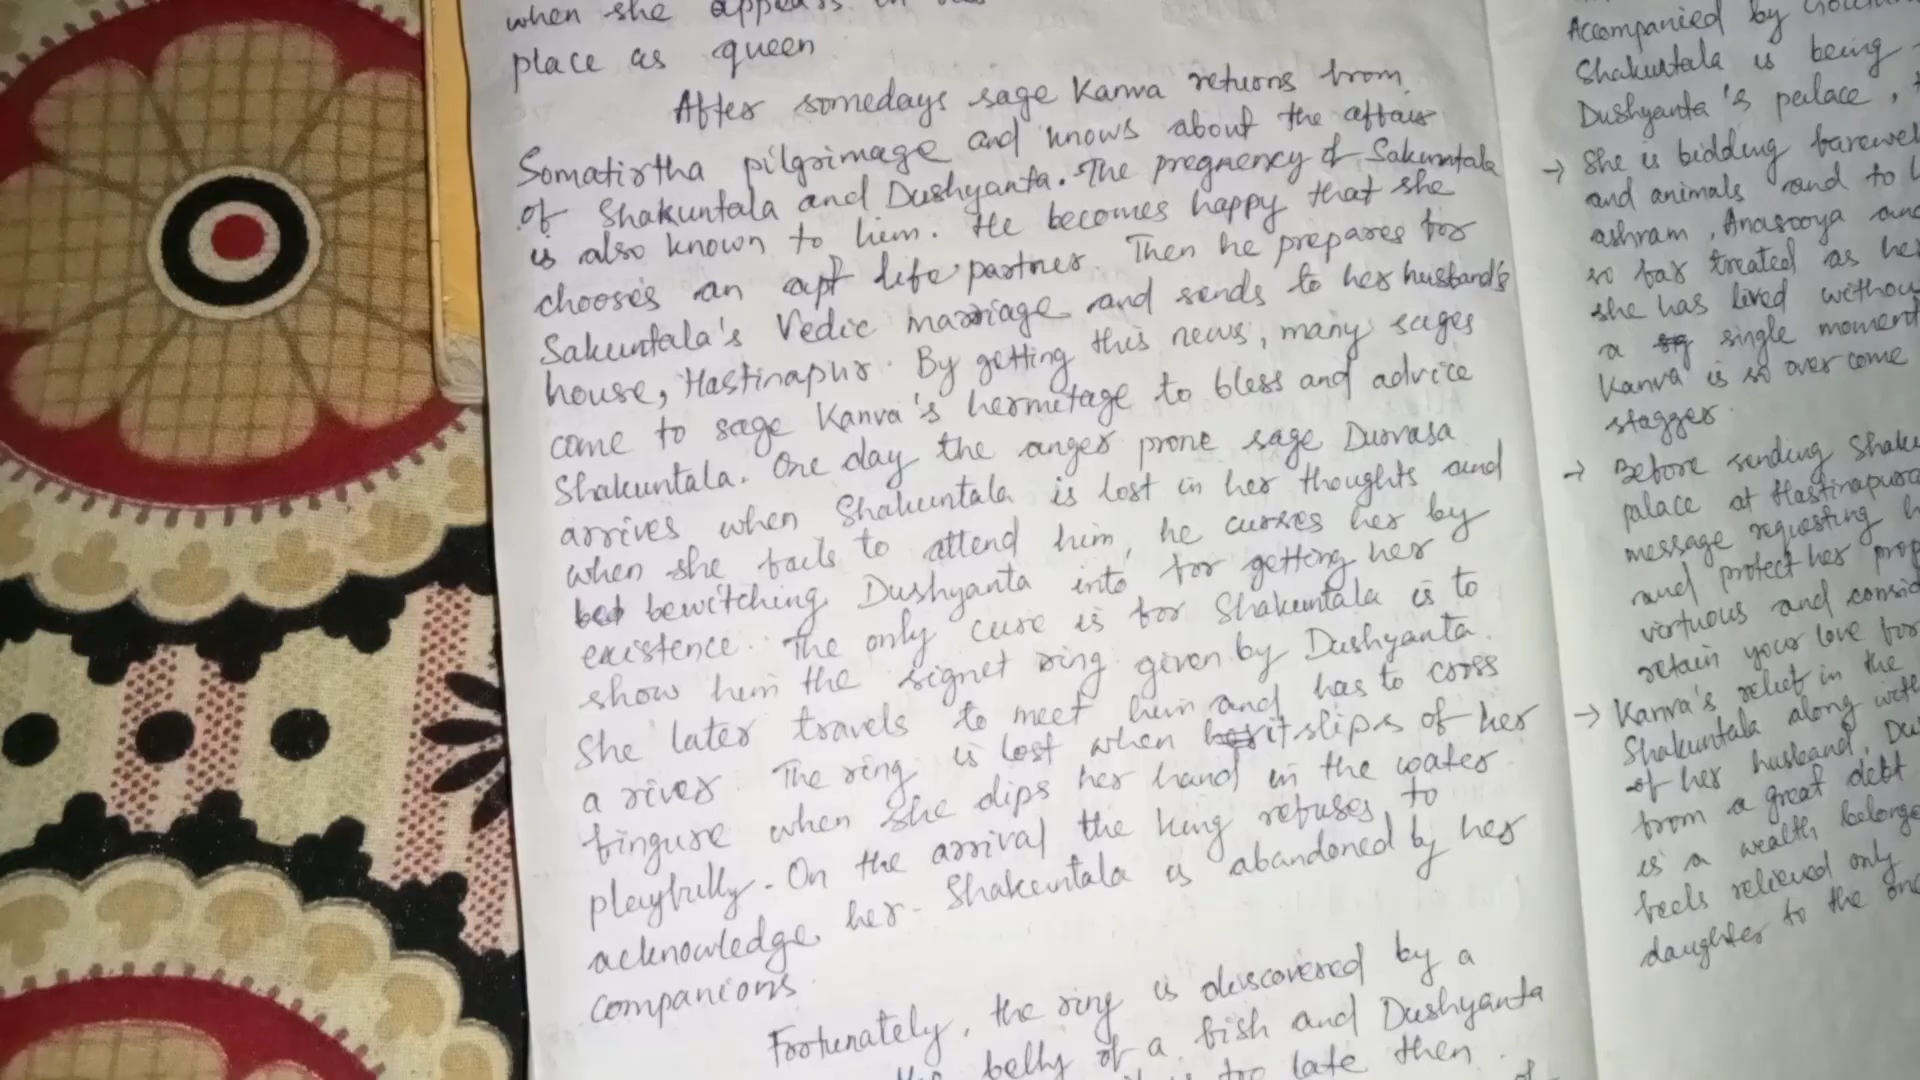 when she appears in
place as queen
After somedays sage Kanva returns from
Somatirtha pilgrimage and knows about the affair
of Shakuntala and Dushyanta. The pregnency of Sakuntala
is also known to him. He becomes happy that she
chooses an apt life partner. Then he prepares for
Sakuntala's Vedic marriage and sends to her husband's
house, Hastinapur. By getting this news, many sages
come to sage Kanva's hermitage to bless and advice
Shakuntala. One day the anger prone sage Durvasa
arrives when Shakuntala is lost in her thoughts and
when she fails to attend him, he curses her by
bewitching Dushyanta into for getting her
existence. The only cure is for Shakuntala is to
show him the signet ring given by Dushyanta.
She later travels to meet him and has to corss
a river. The ring is lost when it slips of her
fingure when she dips her hand in the water
playfully. On the arrival the king refuses to
acknowledge her. Shakuntala is abandoned by her
companions.
Fortunately, the ring is discovered by a
belly of a fish and Dushyanta
too late then.
of
Accompanied by
Shakuntala is being
Dushyanta's palace,
→ She is bidding farewel
and animals and to
ashram, Anasooya and
so far treated as her
she has lived withou
a single moment
Kanva is so over come
stagger.
→ Before sending Shaku
palace at Hastinapura
message requesting h
and protect her prop
virtuous and consid
retain your love for
→ Kanva's relief in the
Shakuntala along with
of her husband, Du
from a great debt
is a wealth belongs
feels relieved only
daughter to the one